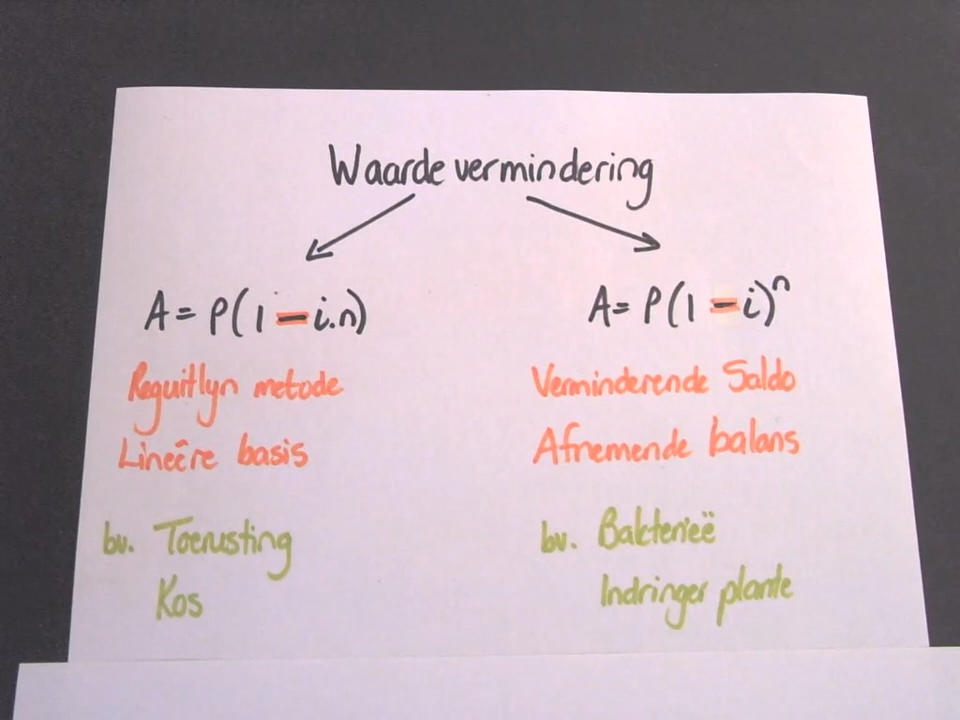 Waardevermindering
A = P(1 - i.n)
Reguitlyn metode
Lineêre basis
bv. Toerusting
Kos
A = P(1 - i)ⁿ
Verminderende Saldo
Afnemende balans
bv. Bakterieë
Indringer plante